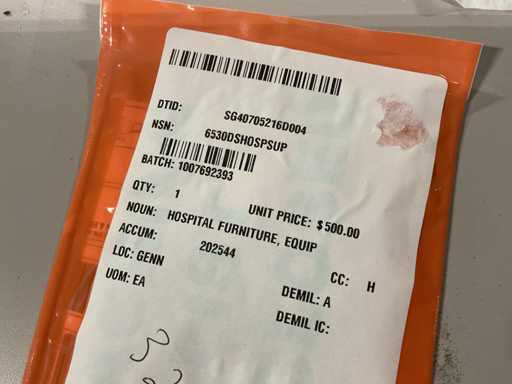 DTID: SG40705216D004
NSN: 6530DSHOSPSUP
BATCH: 1007692393
QTY: 1 UNIT PRICE: $500.00
NOUN: HOSPITAL FURNITURE, EQUIP
ACCUM: 202544
LOC: GENN CC: H
UOM: EA DEMIL: A
DEMIL IC:
3